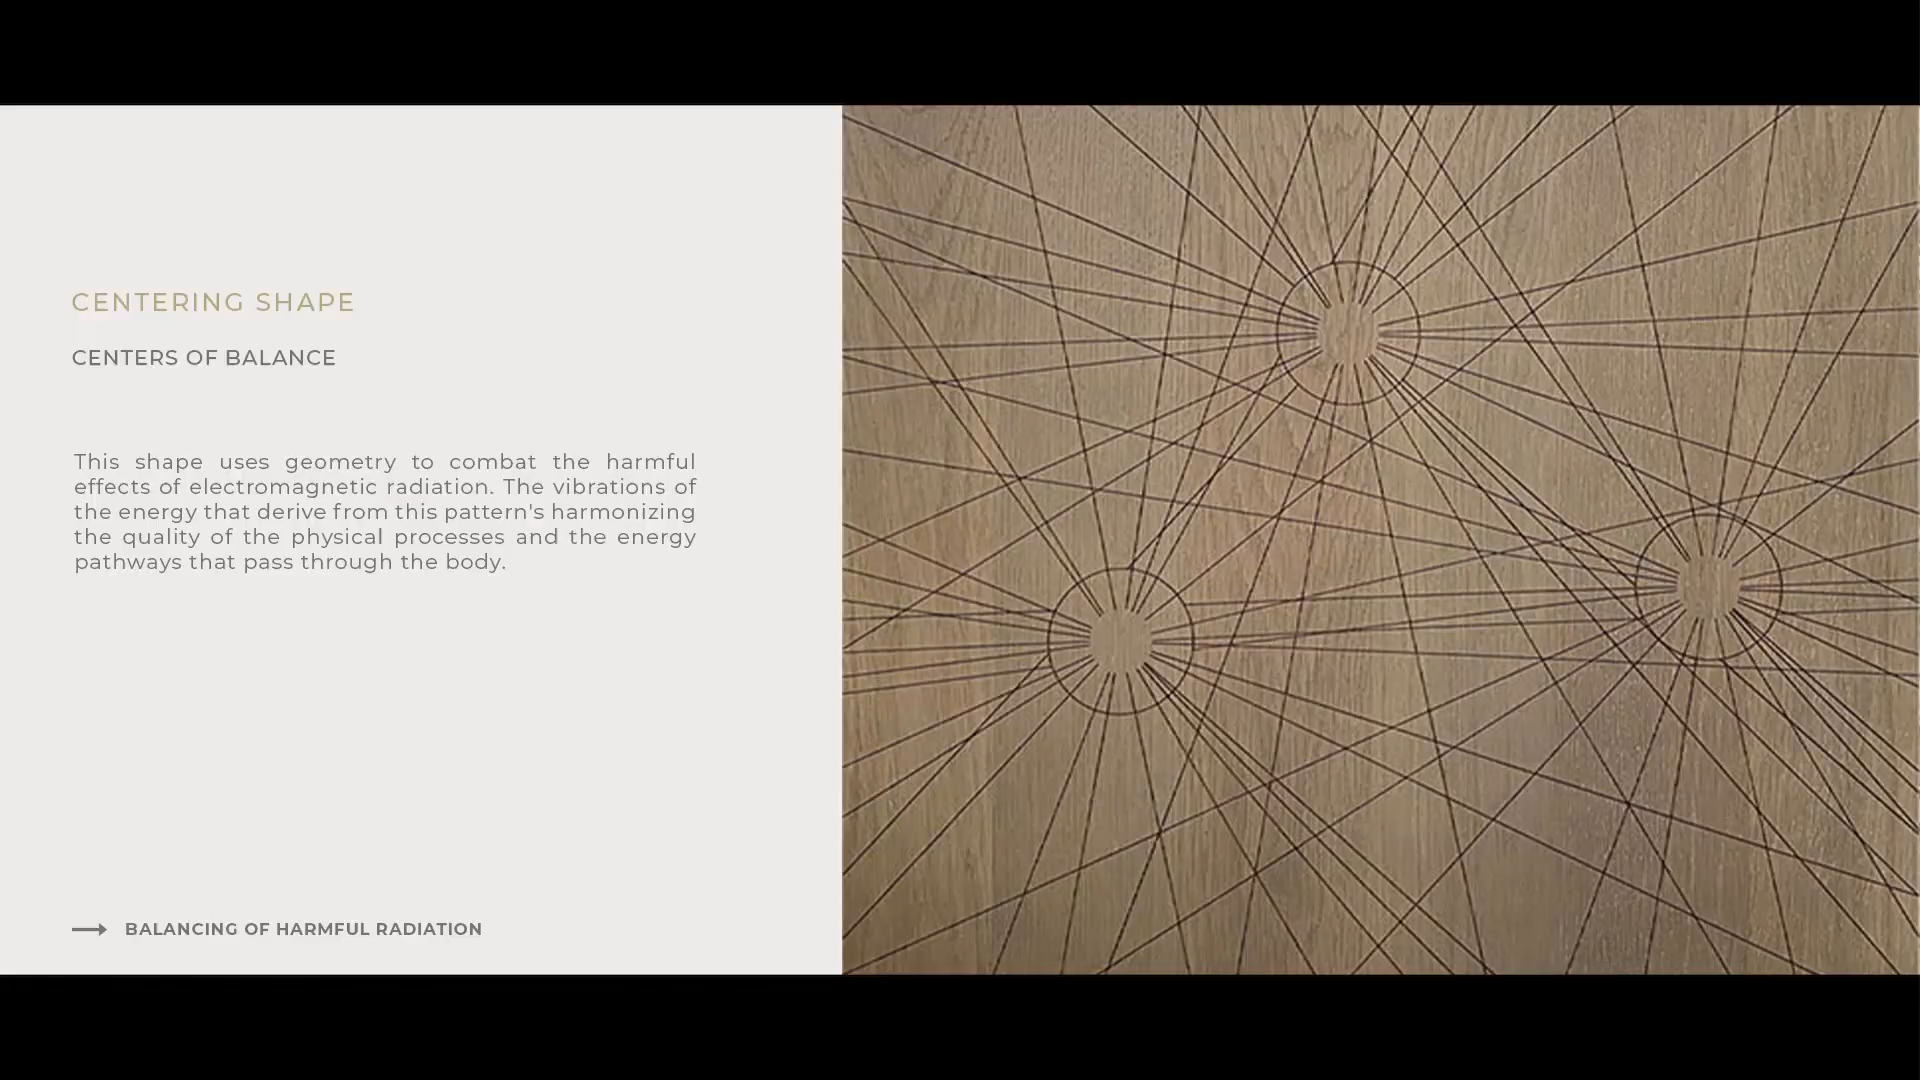 CENTERING SHAPE
CENTERS OF BALANCE
This shape uses geometry to combat the harmful
effects of electromagnetic radiation. The vibrations of
the energy that derive from this pattern's harmonizing
the quality of the physical processes and the energy
pathways that pass through the body.
BALANCING OF HARMFUL RADIATION